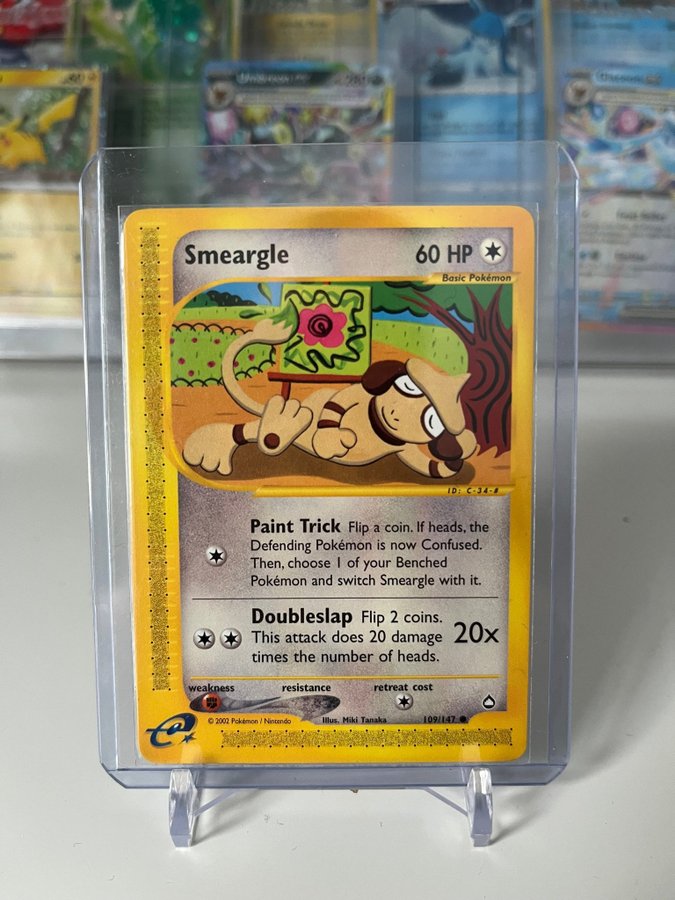 Smeargle 60 HP
Basic Pokémon
ID: C-34-#
Paint Trick Flip a coin. If heads, the
Defending Pokémon is now Confused.
Then, choose 1 of your Benched
Pokémon and switch Smeargle with it.
Doubleslap Flip 2 coins.
This attack does 20 damage 20x
times the number of heads.
weakness resistance retreat cost
© 2002 Pokémon / Nintendo Illus. Miki Tanaka 109/147
e